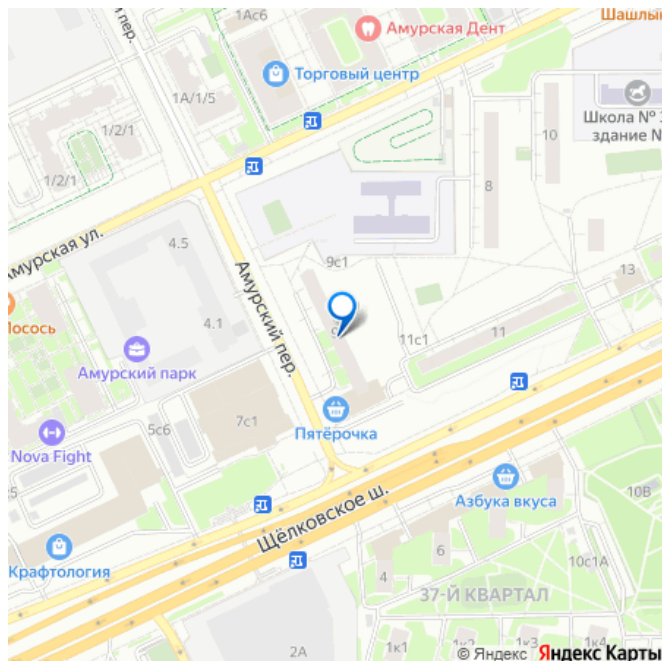 1Ас6
Амурская Дент
Шашлы
пер.
Торговый центр
1А/1/5
Школа №
здание №
1/2/1
10
1/2/1
8
4.5
Амурская ул.
9с1
13
Амурский пер.
Лосось
4.1
9
11с1
11
Амурский парк
7с1
5с6
Пятёрочка
Nova Fight
10В
Азбука вкуса
Щёлковское ш.
Крафтология
6
10с1А
4
37-Й КВАРТАЛ
2А
1к1
1к2
1к3
1к4
© Яндекс Яндекс Карты